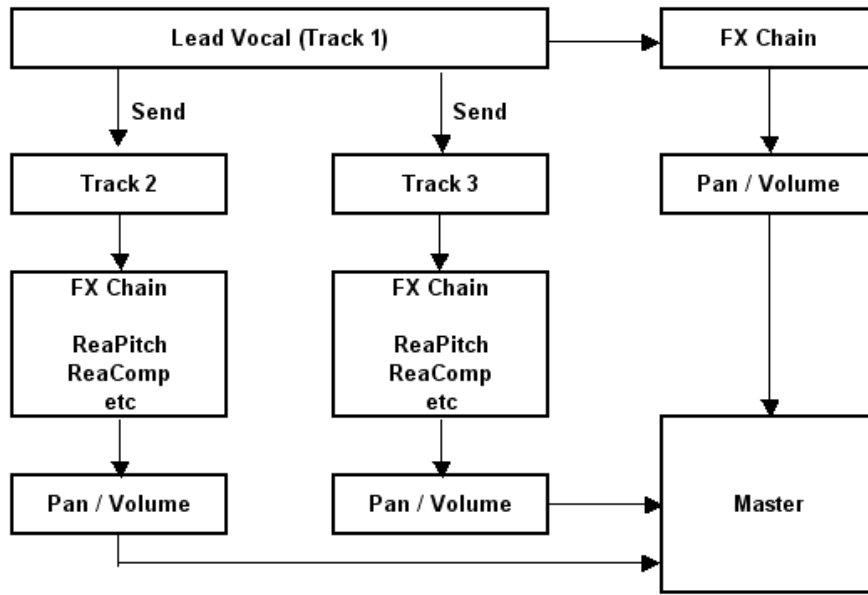 Lead Vocal (Track 1)
FX Chain
Send
Send
Track 2
Track 3
Pan / Volume
FX Chain
ReaPitch
ReaComp
etc
FX Chain
ReaPitch
ReaComp
etc
Pan / Volume
Pan / Volume
Master